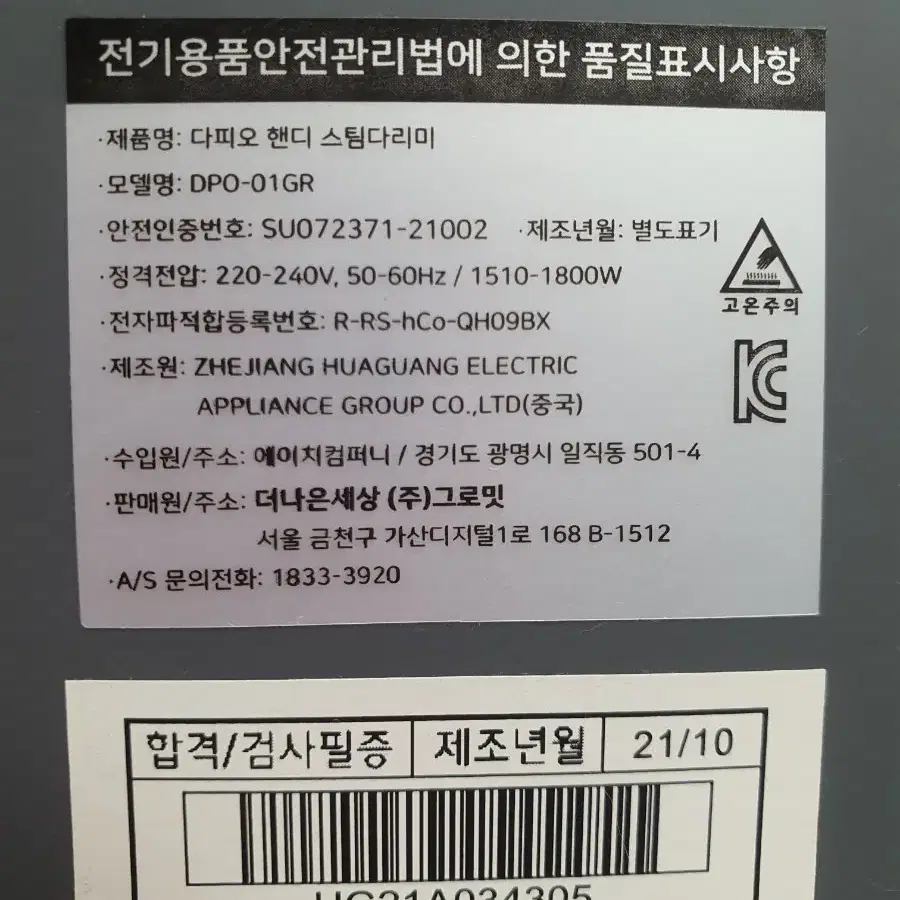 전기용품안전관리법에 의한 품질표시사항
·제품명: 다피오 핸디 스팀다리미
·모델명: DPO-01GR
·안전인증번호: SU072371-21002 ·제조년월: 별도표기
·정격전압: 220-240V, 50-60Hz / 1510-1800W
고온주의
·전자파적합등록번호: R-RS-hCo-QH09BX
·제조원: ZHEJIANG HUAGUANG ELECTRIC
APPLIANCE GROUP CO.,LTD(중국)
·수입원/주소: 에이치컴퍼니 / 경기도 광명시 일직동 501-4
·판매원/주소: 더나은세상 (주)그로밋
서울 금천구 가산디지털1로 168 B-1512
·A/S 문의전화: 1833-3920
합격/검사필증 제조년월 21/10
HG21A034305